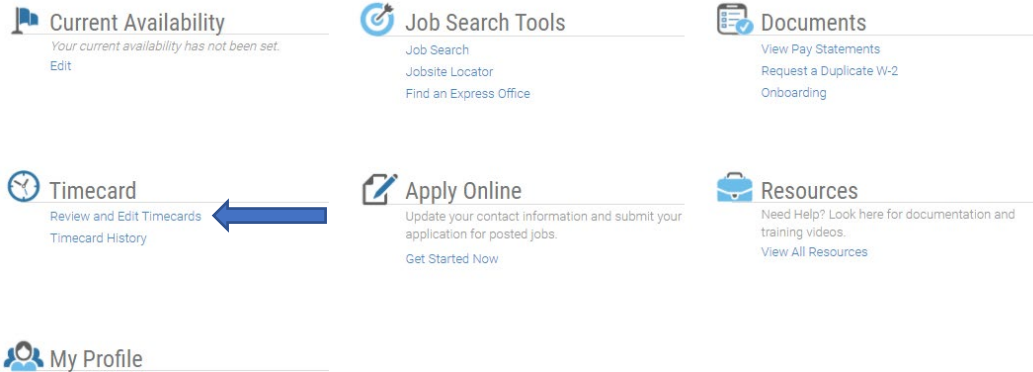 Current Availability
Your current availability has not been set.
Edit
Job Search Tools
Job Search
Jobsite Locator
Find an Express Office
Documents
View Pay Statements
Request a Duplicate W-2
Onboarding
Timecard
Review and Edit Timecards
Timecard History
Apply Online
Update your contact information and submit your
application for posted jobs.
Get Started Now
Resources
Need Help? Look here for documentation and
training videos.
View All Resources
My Profile